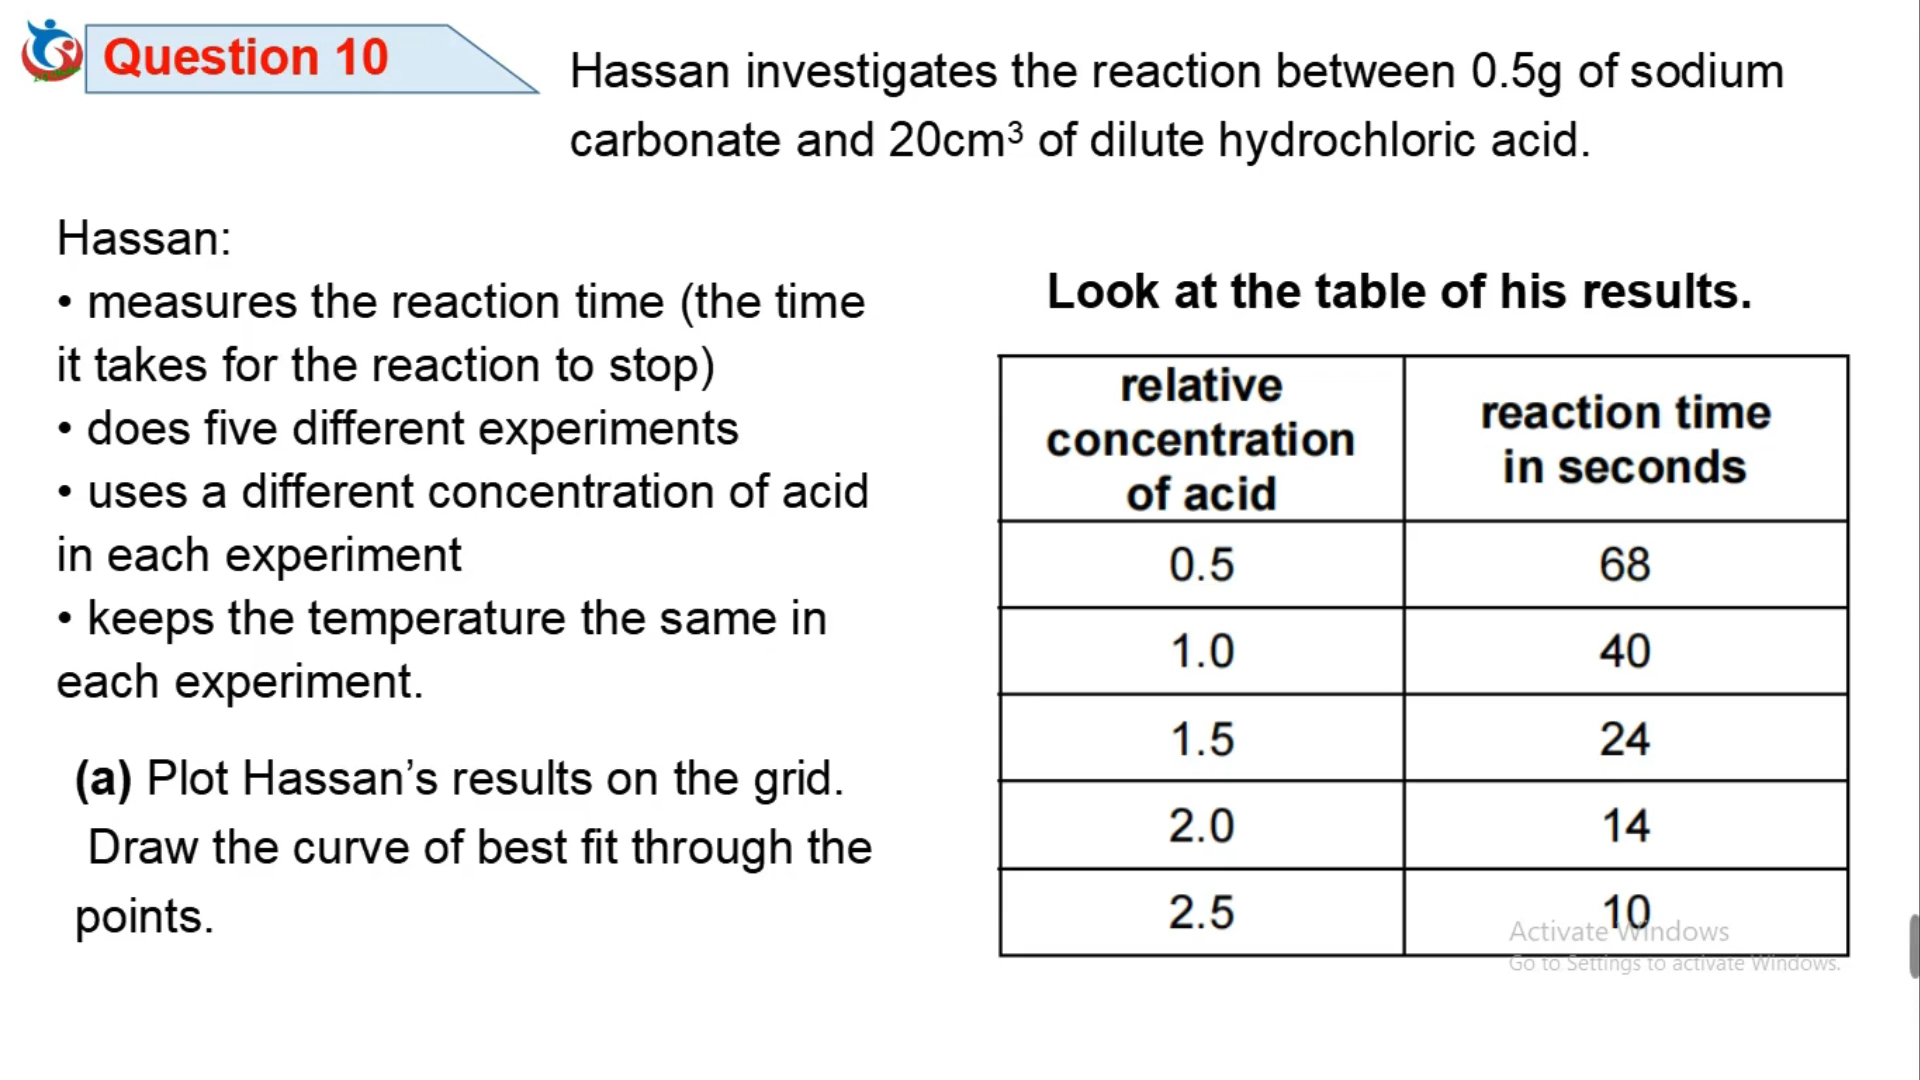 Question 10
Hassan investigates the reaction between 0.5g of sodium
carbonate and 20cm³ of dilute hydrochloric acid.
Hassan:
• measures the reaction time (the time
it takes for the reaction to stop)
• does five different experiments
• uses a different concentration of acid
in each experiment
• keeps the temperature the same in
each experiment.
(a) Plot Hassan’s results on the grid.
Draw the curve of best fit through the
points.
Look at the table of his results.
relative
concentration
of acid
reaction time
in seconds
0.5 68
1.0 40
1.5 24
2.0 14
2.5 10
Activate Windows
Go to Settings to activate Windows.